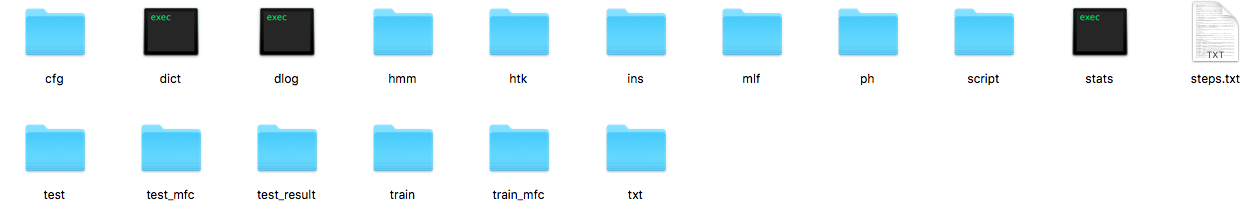 exec exec exec
TXT
cfg dict dlog hmm htk ins mlf ph script stats steps.txt
test test_mfc test_result train train_mfc txt